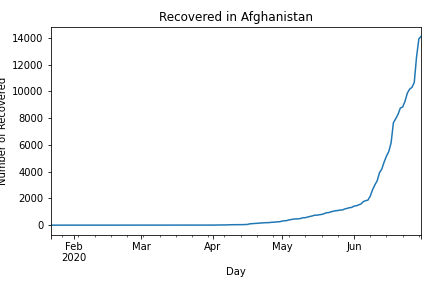 Recovered in Afghanistan
Number of Recovered
14000
12000
10000
8000
6000
4000
2000
0
Feb
2020
Mar
Apr
May
Jun
Day